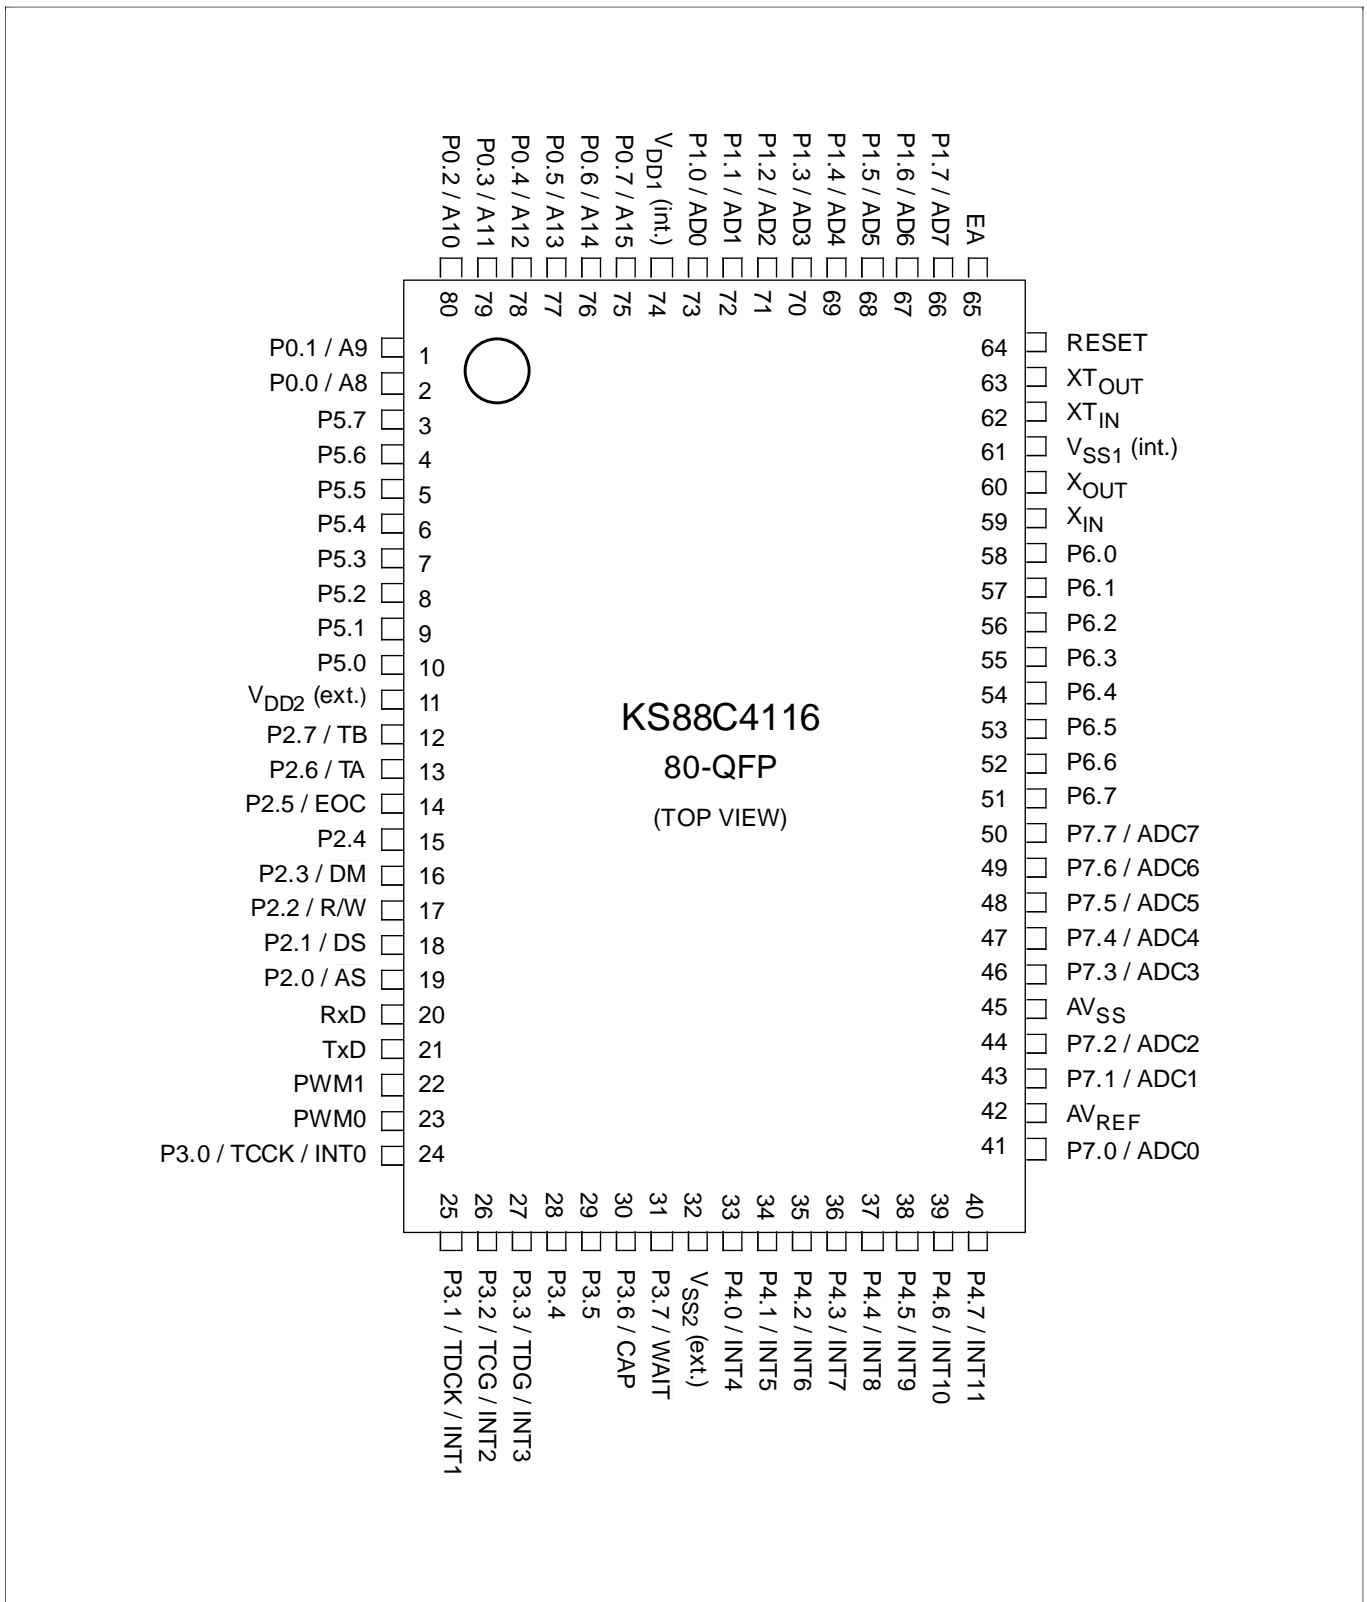 P0.2 / A10
P0.3 / A11
P0.4 / A12
P0.5 / A13
P0.6 / A14
P0.7 / A15
VDD1 (int.)
P1.0 / AD0
P1.1 / AD1
P1.2 / AD2
P1.3 / AD3
P1.4 / AD4
P1.5 / AD5
P1.6 / AD6
P1.7 / AD7
EA
80
79
78
77
76
75
74
73
72
71
70
69
68
67
66
65
P0.1 / A9 1
P0.0 / A8 2
P5.7 3
P5.6 4
P5.5 5
P5.4 6
P5.3 7
P5.2 8
P5.1 9
P5.0 10
VDD2 (ext.) 11
P2.7 / TB 12
P2.6 / TA 13
P2.5 / EOC 14
P2.4 15
P2.3 / DM 16
P2.2 / R/W 17
P2.1 / DS 18
P2.0 / AS 19
RxD 20
TxD 21
PWM1 22
PWM0 23
P3.0 / TCCK / INT0 24
KS88C4116
80-QFP
(TOP VIEW)
64 RESET
63 XTOUT
62 XTIN
61 VSS1 (int.)
60 XOUT
59 XIN
58 P6.0
57 P6.1
56 P6.2
55 P6.3
54 P6.4
53 P6.5
52 P6.6
51 P6.7
50 P7.7 / ADC7
49 P7.6 / ADC6
48 P7.5 / ADC5
47 P7.4 / ADC4
46 P7.3 / ADC3
45 AVSS
44 P7.2 / ADC2
43 P7.1 / ADC1
42 AVREF
41 P7.0 / ADC0
25
26
27
28
29
30
31
32
33
34
35
36
37
38
39
40
P3.1 / TDCK / INT1
P3.2 / TCG / INT2
P3.3 / TDG / INT3
P3.4
P3.5
P3.6 / CAP
P3.7 / WAIT
VSS2 (ext.)
P4.0 / INT4
P4.1 / INT5
P4.2 / INT6
P4.3 / INT7
P4.4 / INT8
P4.5 / INT9
P4.6 / INT10
P4.7 / INT11